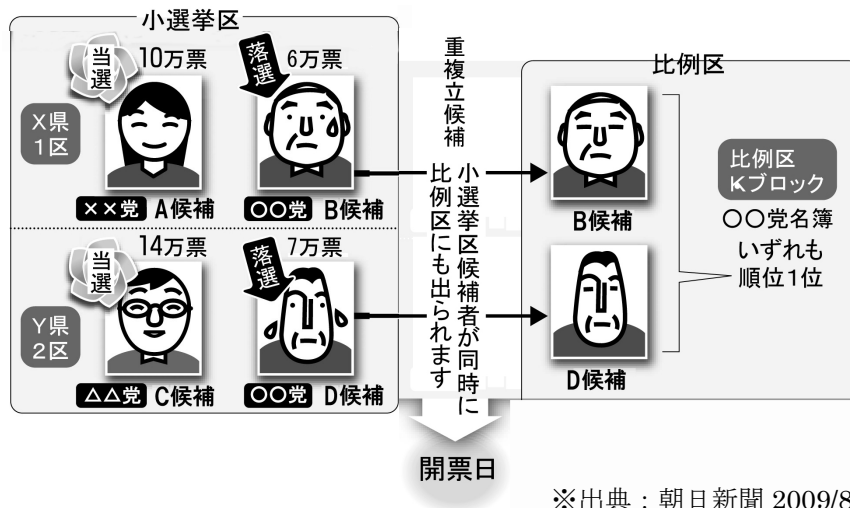 小選挙区
当選
10万票
落選
6万票
X県
1区
××党 A候補
〇〇党 B候補
当選
14万票
落選
7万票
Y県
2区
△△党 C候補
〇〇党 D候補
重複立候補
小選挙区候補者が同時に
比例区にも出られます
開票日
比例区
B候補
D候補
比例区
Kブロック
〇〇党名簿
いずれも
順位1位
※出典：朝日新聞 2009/8